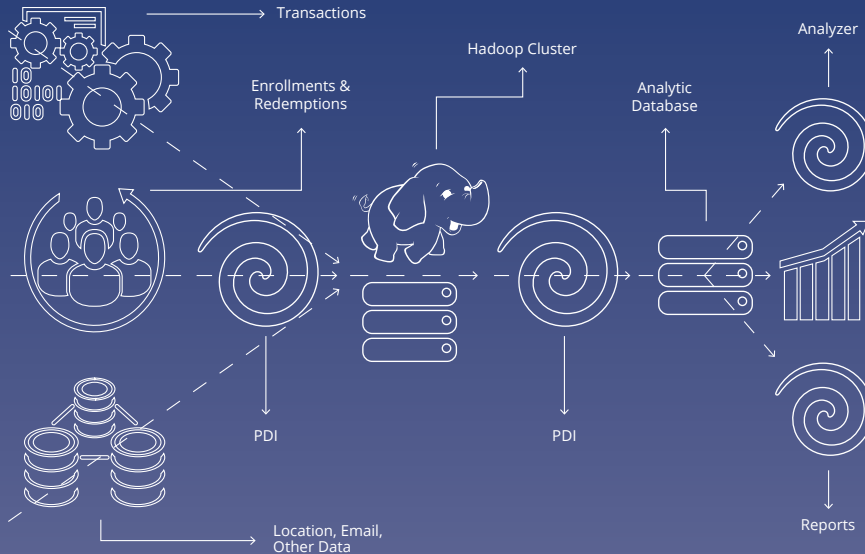 Transactions
Analyzer
Hadoop Cluster
Enrollments &
Redemptions
Analytic
Database
10
10101
010
PDI
PDI
Reports
Location, Email,
Other Data